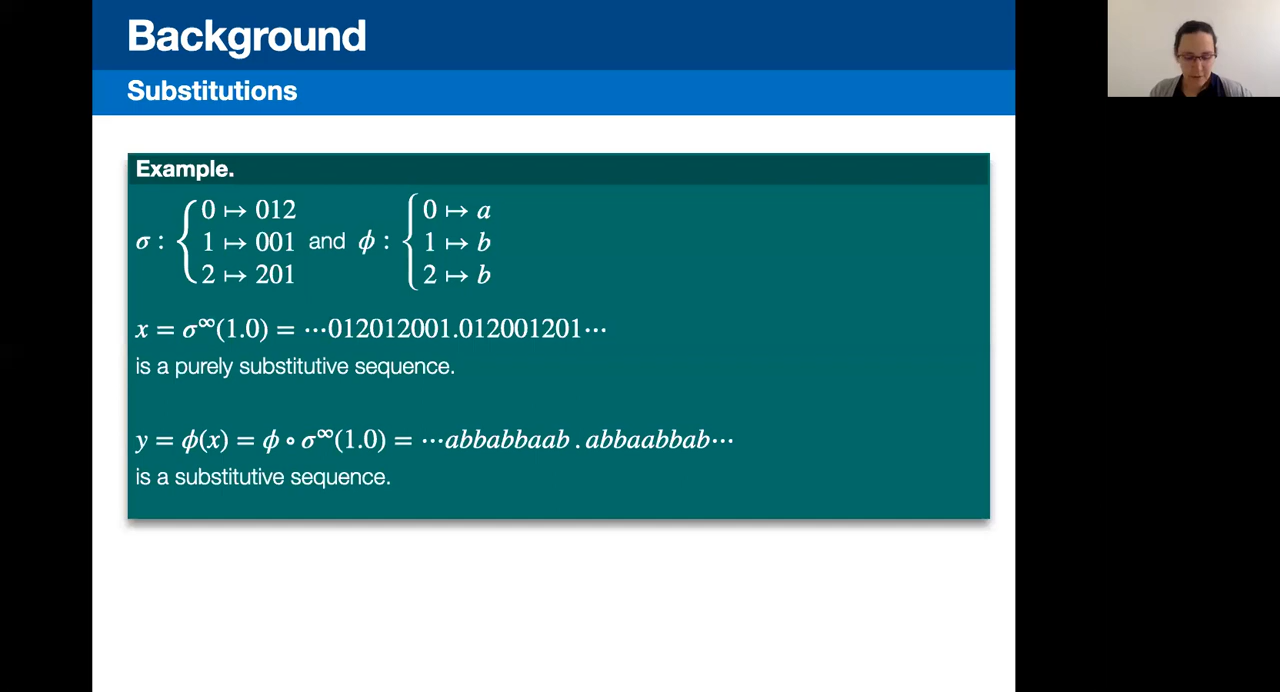 Background
Substitutions
Example.
σ : { 0 ↦ 012 1 ↦ 001 2 ↦ 201 and ϕ : { 0 ↦ a 1 ↦ b 2 ↦ b
x = σ^∞(1.0) = ⋯012012001.012001201⋯
is a purely substitutive sequence.
y = ϕ(x) = ϕ ∘ σ^∞(1.0) = ⋯abbabbaab . abbaabbab⋯
is a substitutive sequence.